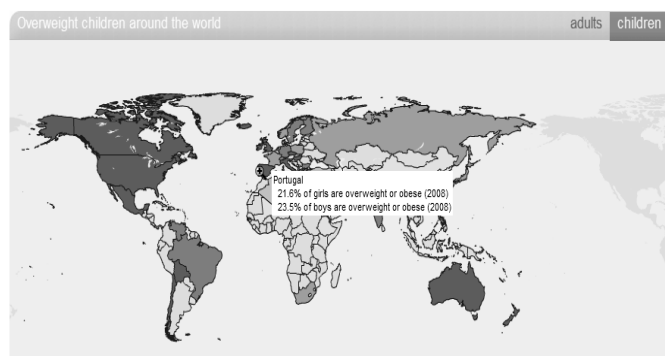 Overweight children around the world
adults
children
Portugal
21.6% of girls are overweight or obese (2008)
23.5% of boys are overweight or obese (2008)